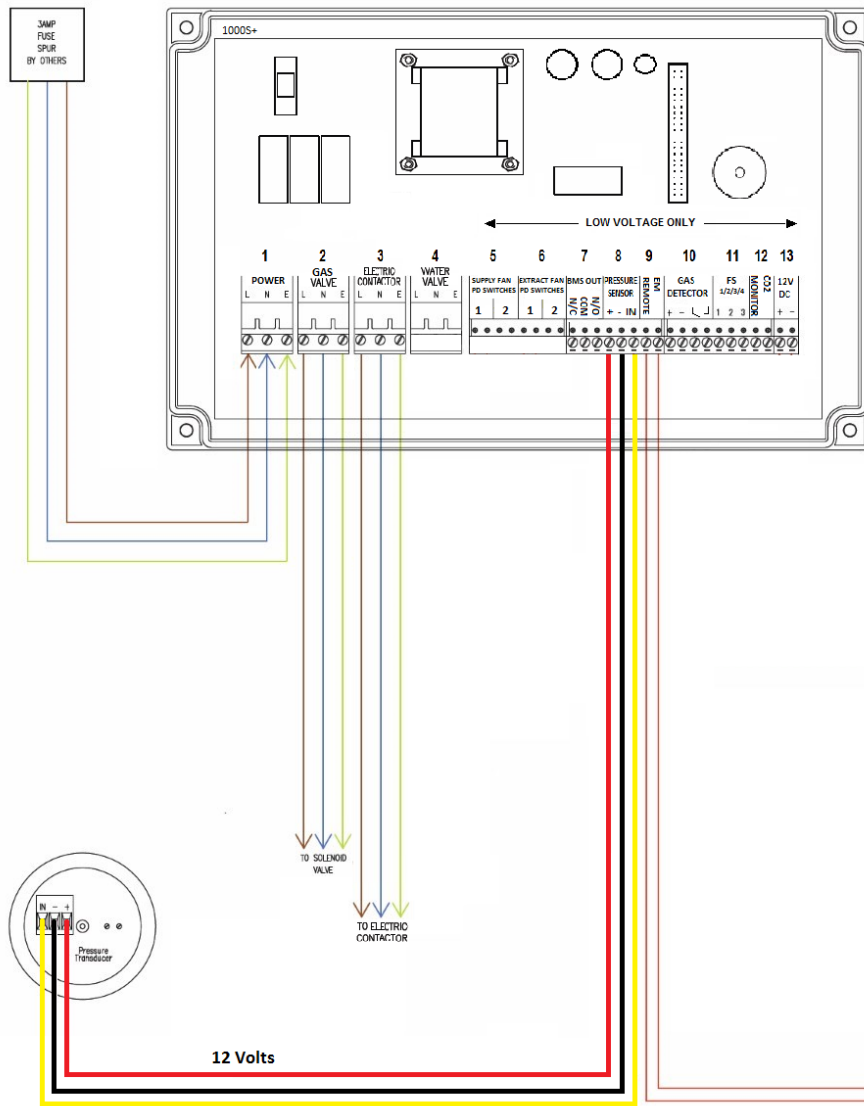 3AMP
FUSE
SPUR
BY OTHERS
1000S+
LOW VOLTAGE ONLY
1 2 3 4 5 6 7 8 9 10 11 12 13
POWER
L N E
GAS
VALVE
L N E
ELECTRIC
CONTACTOR
L N E
WATER
VALVE
L N E
SUPPLY FAN
PD SWITCHES
1 2
EXTRACT FAN
PD SWITCHES
1 2
BMS OUT
N/C
COM
N/O
PRESSURE
SENSOR
+ - IN
REMOTE
EM
GAS
DETECTOR
+ -
FS
1/2/3/4
1 2 3
CO2
MONITOR
12V
DC
+ -
TO SOLENOID
VALVE
TO ELECTRIC
CONTACTOR
IN - +
Pressure
Transducer
12 Volts